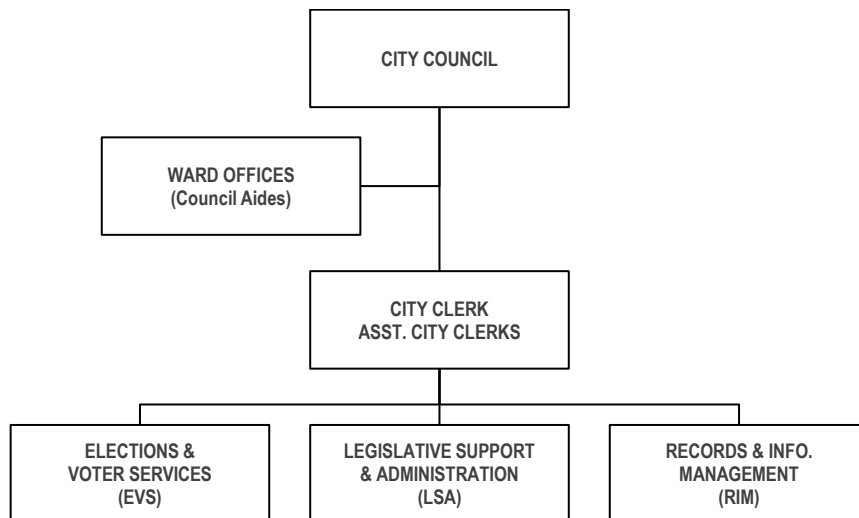 CITY COUNCIL
WARD OFFICES
(Council Aides)
CITY CLERK
ASST. CITY CLERKS
ELECTIONS &
VOTER SERVICES
(EVS)
LEGISLATIVE SUPPORT
& ADMINISTRATION
(LSA)
RECORDS & INFO.
MANAGEMENT
(RIM)